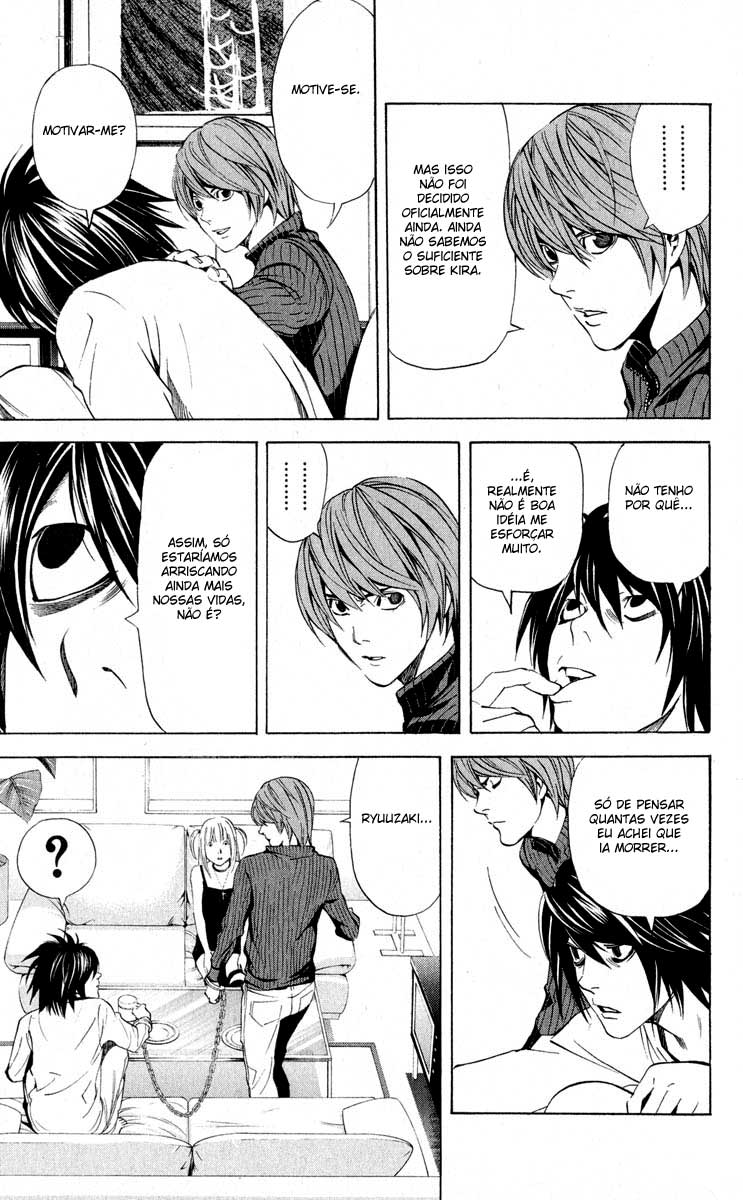 ........
MAS ISSO
NÃO FOI
DECIDIDO
OFICIALMENTE
AINDA. AINDA
NÃO SABEMOS
O SUFICIENTE
SOBRE KIRA.
MOTIVE-SE.
MOTIVAR-ME?
NÃO TENHO
POR QUÊ...
...É,
REALMENTE
NÃO É BOA
IDÉIA ME
ESFORÇAR
MUITO.
........
ASSIM, SÓ
ESTARÍAMOS
ARRISCANDO
AINDA MAIS
NOSSAS VIDAS,
NÃO É?
SÓ DE PENSAR
QUANTAS VEZES
EU ACHEI QUE
IA MORRER...
RYUUZAKI...
?